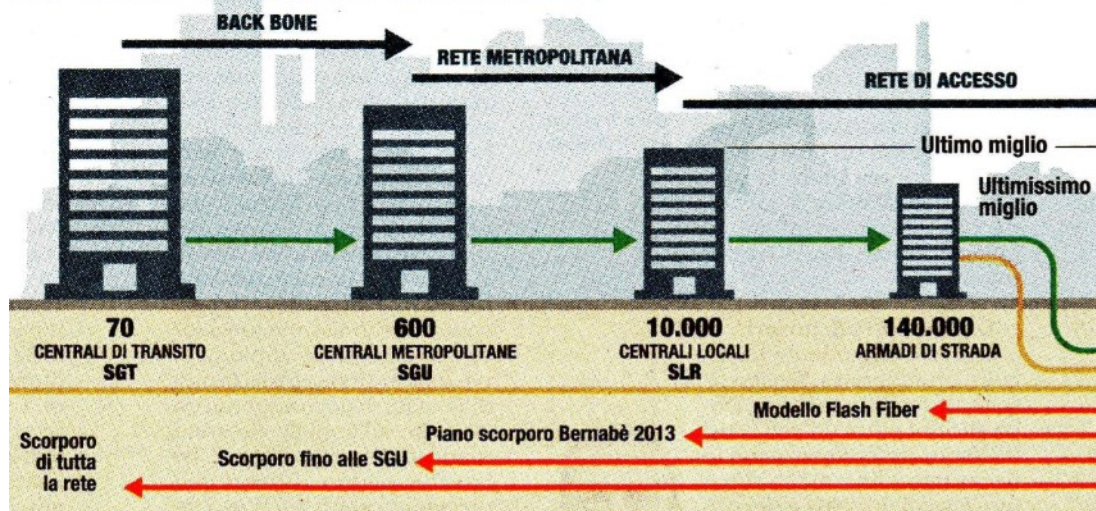 BACK BONE
RETE METROPOLITANA
RETE DI ACCESSO
Ultimo miglio
Ultimissimo
miglio
70
CENTRALI DI TRANSITO
SGT
600
CENTRALI METROPOLITANE
SGU
10.000
CENTRALI LOCALI
SLR
140.000
ARMADI DI STRADA
Modello Flash Fiber
Piano scorporo Bernabè 2013
Scorporo fino alle SGU
Scorporo
di tutta
la rete